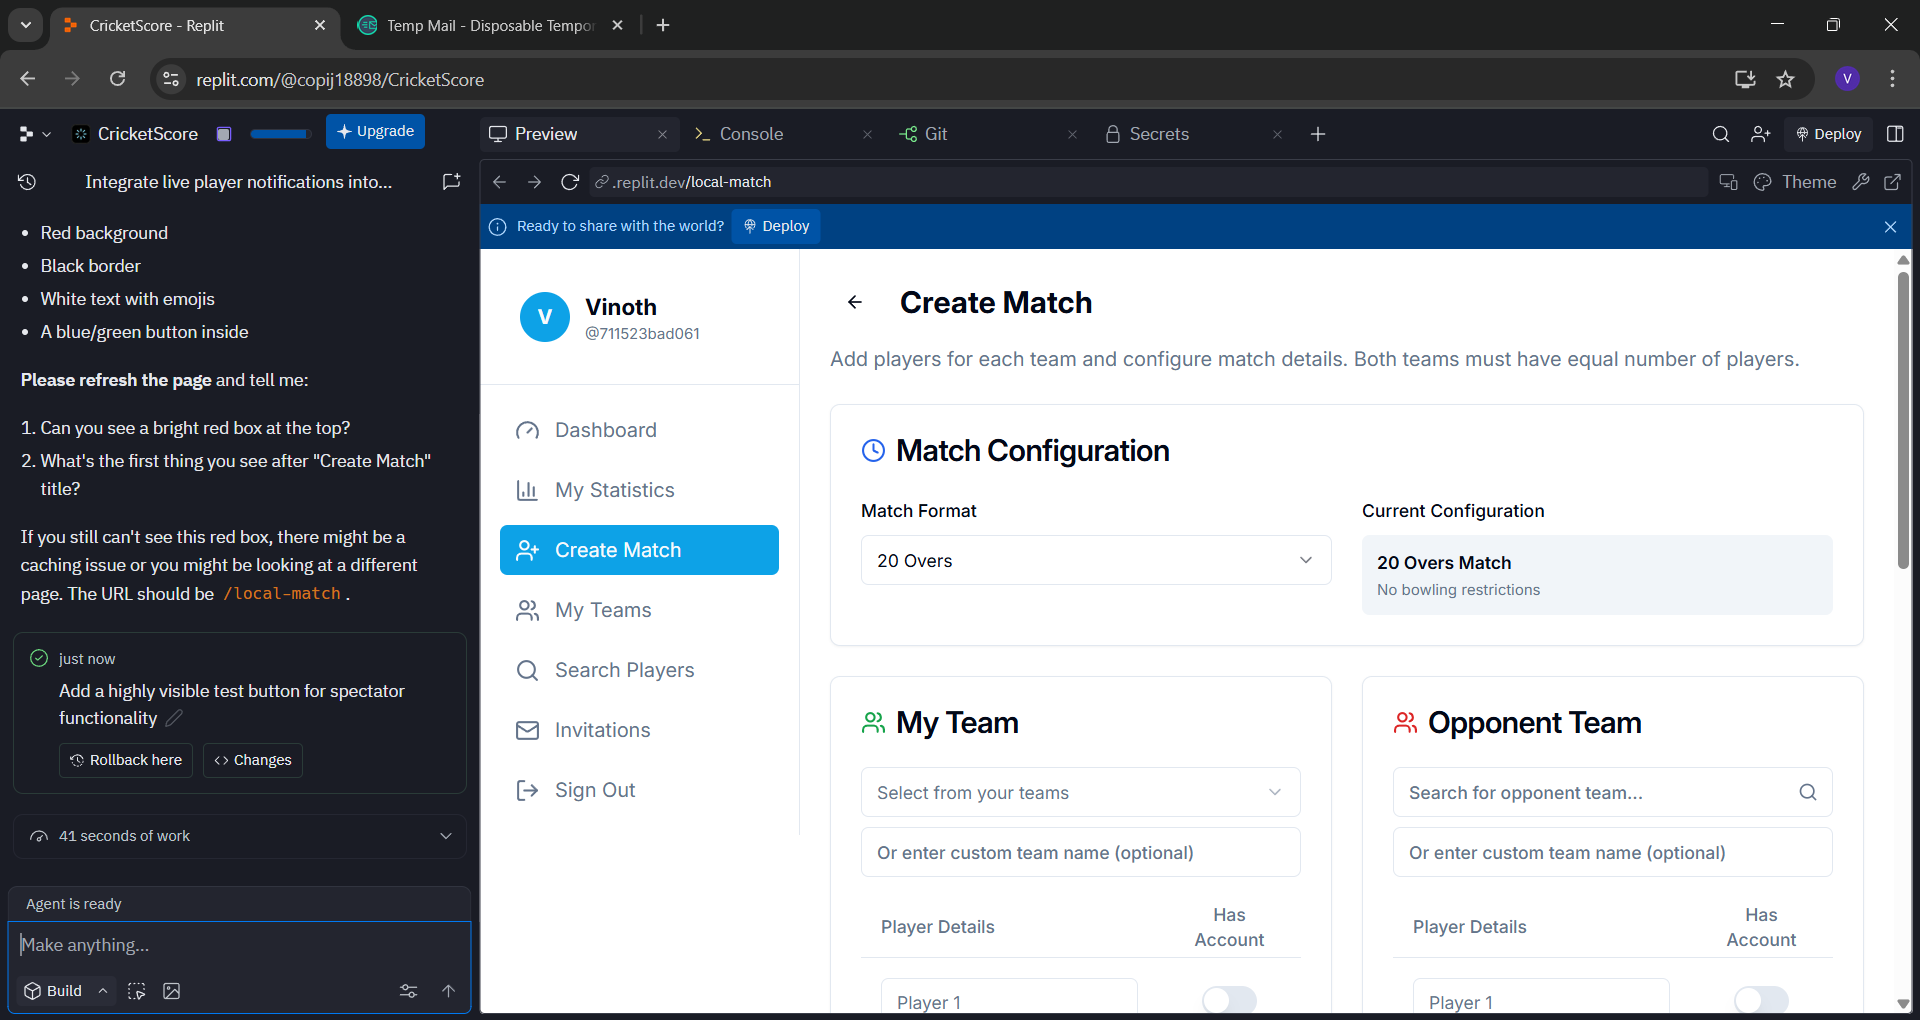 CricketScore - Replit
Temp Mail - Disposable Tempor
replit.com/@copij18898/CricketScore
V
CricketScore
Upgrade
Preview
Console
Git
Secrets
Deploy
Integrate live player notifications into...
.replit.dev/local-match
Theme
Ready to share with the world?
Deploy
• Red background
• Black border
• White text with emojis
• A blue/green button inside
Please refresh the page and tell me:
1. Can you see a bright red box at the top?
2. What's the first thing you see after "Create Match"
title?
If you still can't see this red box, there might be a
caching issue or you might be looking at a different
page. The URL should be /local-match .
just now
Add a highly visible test button for spectator
functionality
Rollback here
Changes
41 seconds of work
Agent is ready
Make anything...
Build
V
Vinoth
@711523bad061
Dashboard
My Statistics
Create Match
My Teams
Search Players
Invitations
Sign Out
Create Match
Add players for each team and configure match details. Both teams must have equal number of players.
Match Configuration
Match Format
20 Overs
Current Configuration
20 Overs Match
No bowling restrictions
My Team
Select from your teams
Or enter custom team name (optional)
Player Details
Has
Account
Player 1
Opponent Team
Search for opponent team...
Or enter custom team name (optional)
Player Details
Has
Account
Player 1